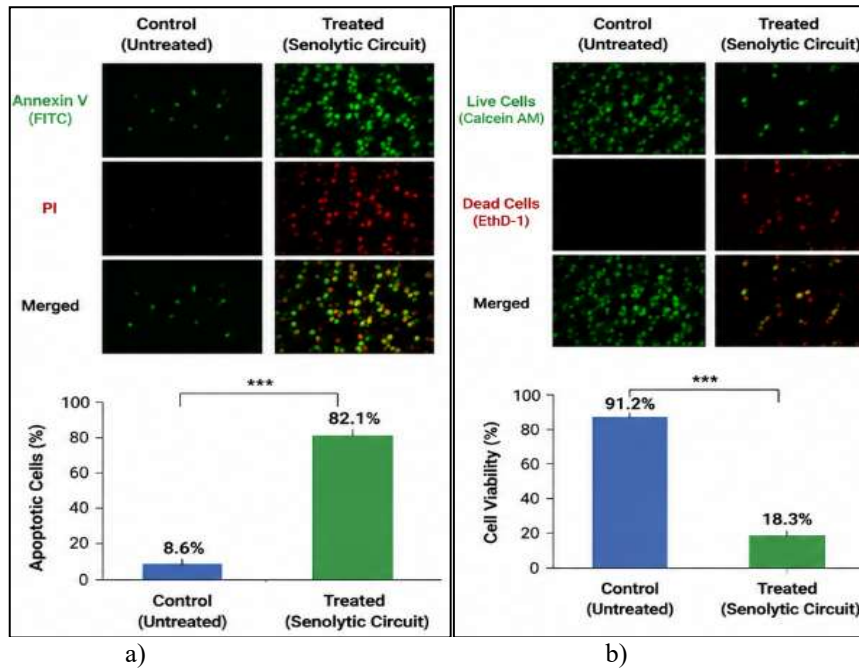 Control
(Untreated)
Treated
(Senolytic Circuit)
Annexin V
(FITC)
PI
Merged
***
100
80
60
40
20
0
Apoptotic Cells (%)
8.6%
82.1%
Control
(Untreated)
Treated
(Senolytic Circuit)
a)
Control
(Untreated)
Treated
(Senolytic Circuit)
Live Cells
(Calcein AM)
Dead Cells
(EthD-1)
Merged
***
100
80
60
40
20
0
Cell Viability (%)
91.2%
18.3%
Control
(Untreated)
Treated
(Senolytic Circuit)
b)